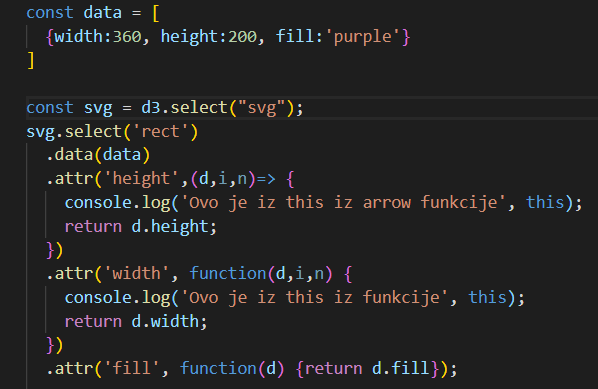 const data = [
  {width:360, height:200, fill:'purple'}
]
const svg = d3.select("svg");
svg.select('rect')
  .data(data)
  .attr('height',(d,i,n)=> {
    console.log('Ovo je iz this iz arrow funkcije', this);
    return d.height;
  })
  .attr('width', function(d,i,n) {
    console.log('Ovo je iz this iz funkcije', this);
    return d.width;
  })
  .attr('fill', function(d) {return d.fill});